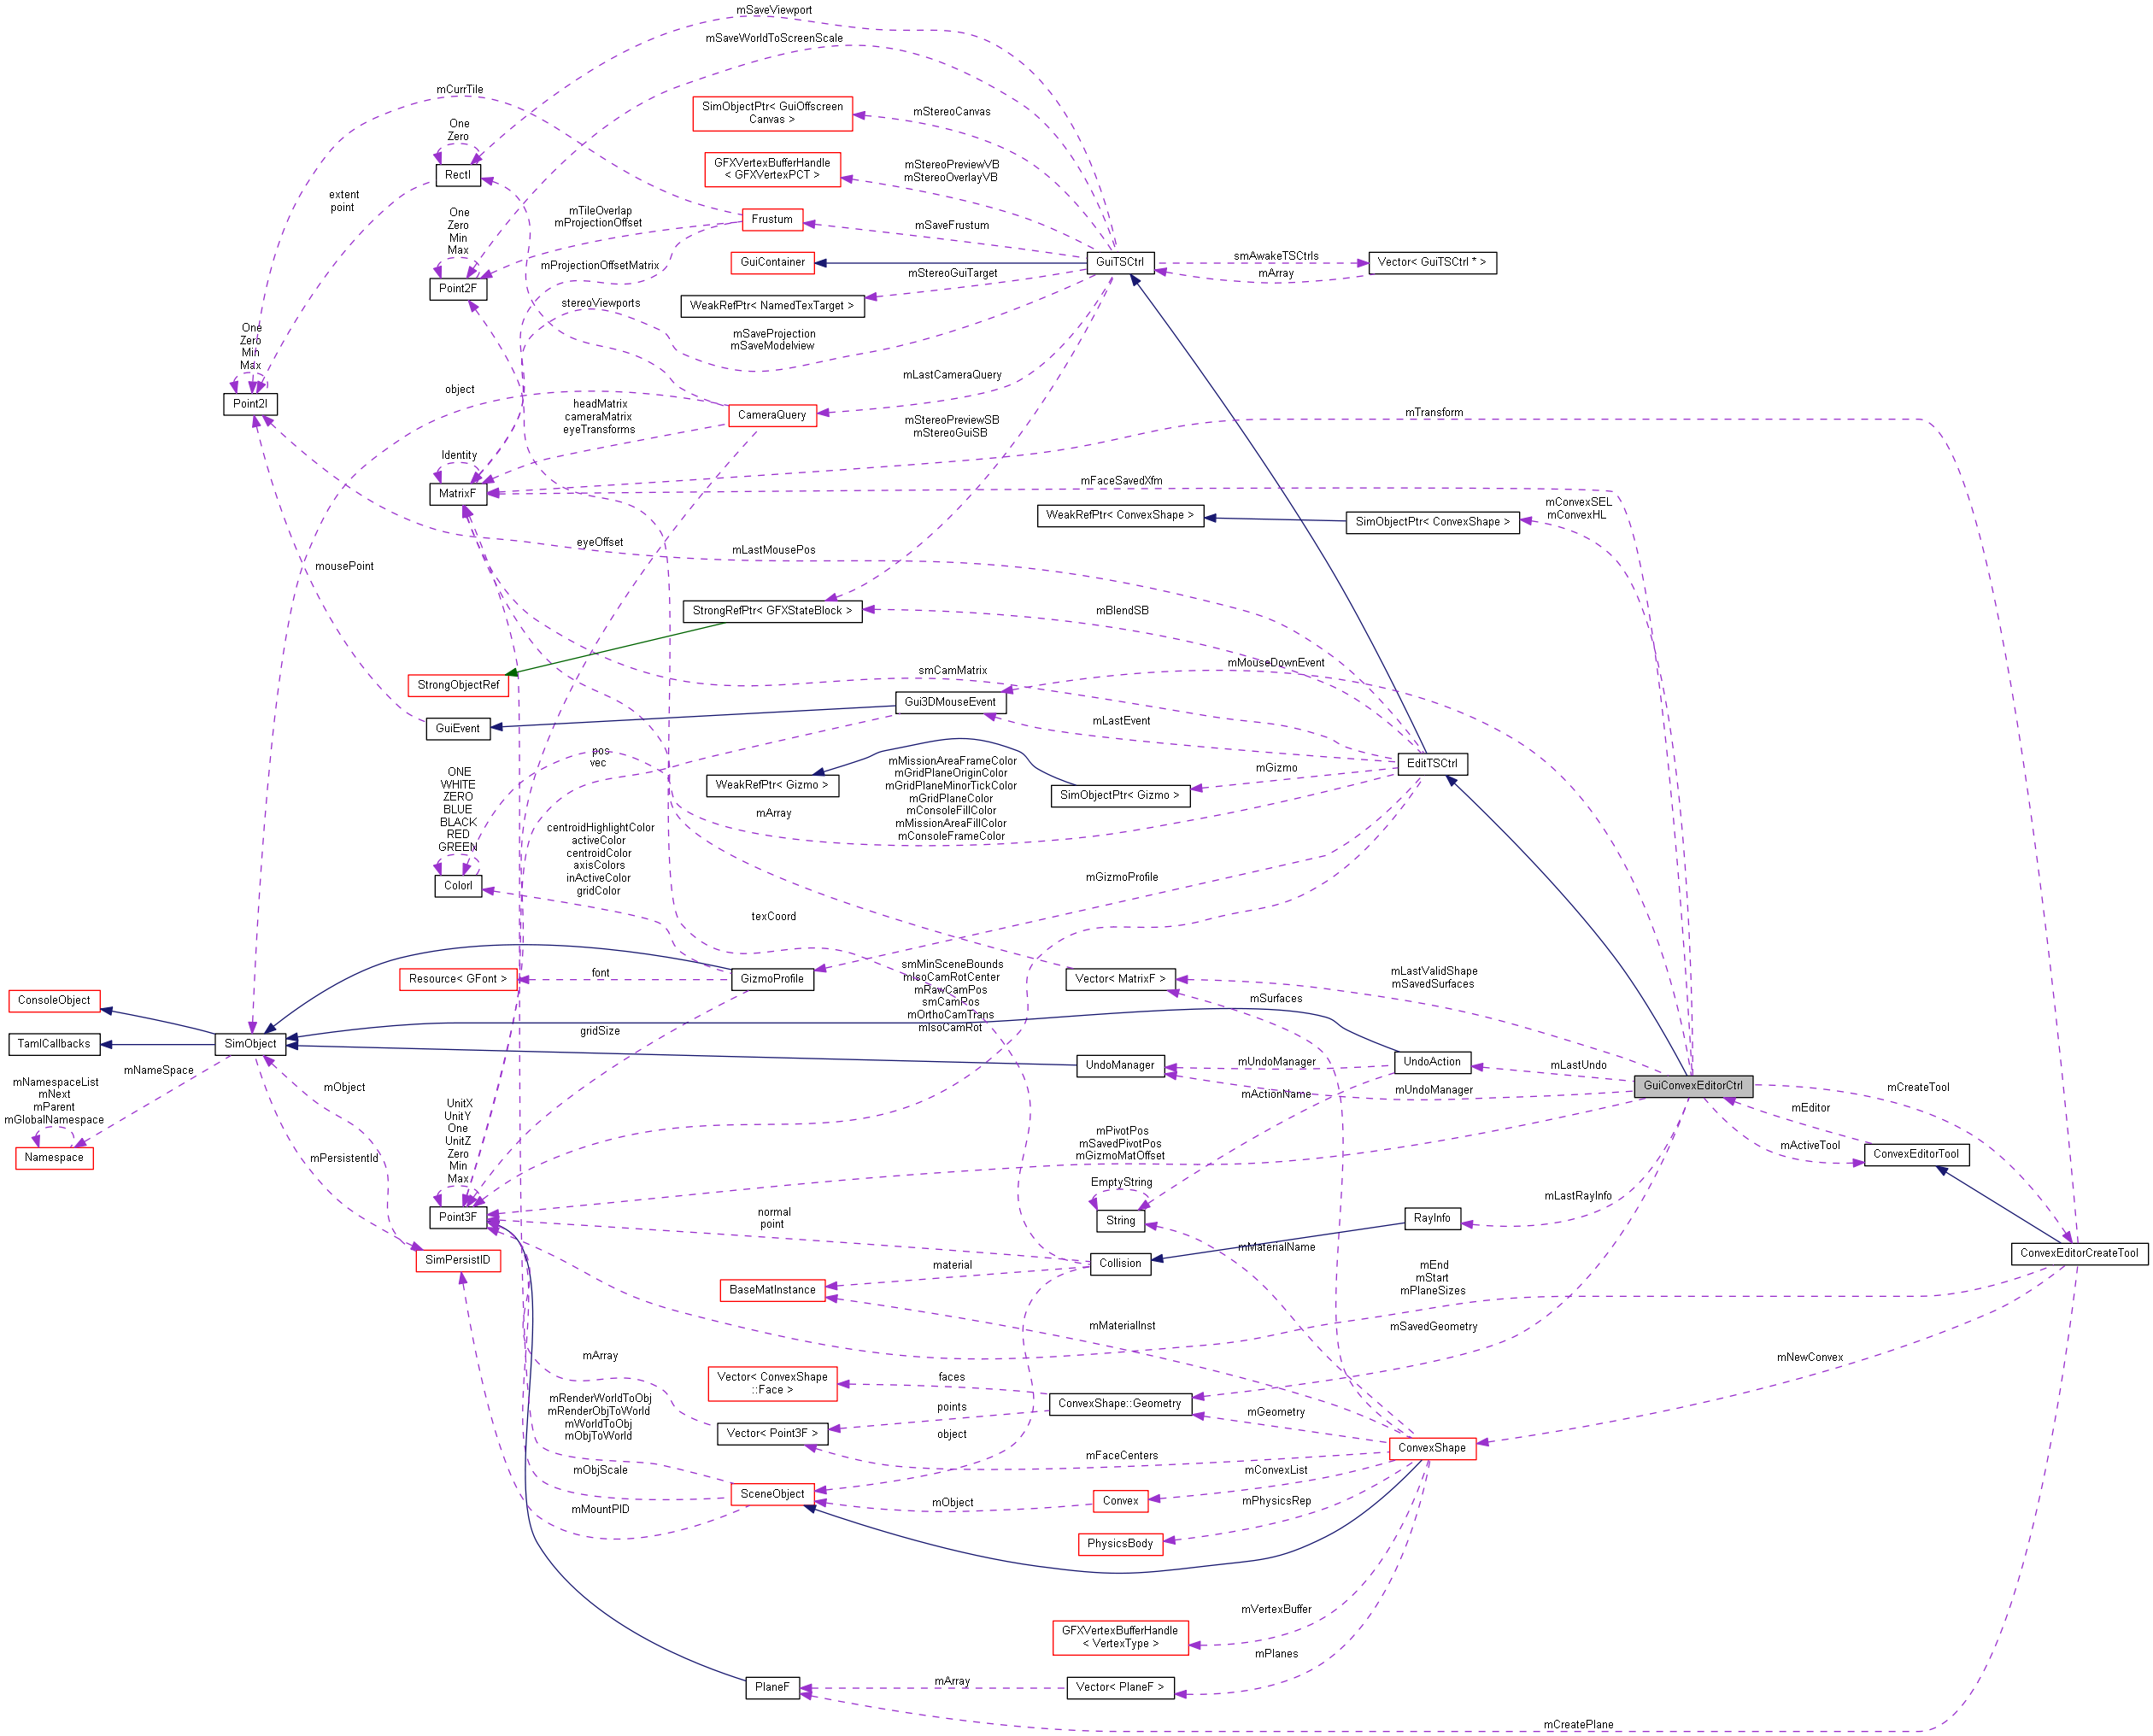 mSaveViewport
mSaveWorldToScreenScale
mCurrTile
SimObjectPtr< GuiOffscreen
Canvas >
mStereoCanvas
One
Zero
RectI
GFXVertexBufferHandle
< GFXVertexPCT >
mStereoPreviewVB
mStereoOverlayVB
extent
point
One
Zero
Min
Max
mTileOverlap
mProjectionOffset
Frustum
mSaveFrustum
GuiContainer
GuiTSCtrl
smAwakeTSCtrls
mArray
Vector< GuiTSCtrl * >
mProjectionOffsetMatrix
mStereoGuiTarget
Point2F
stereoViewports
WeakRefPtr< NamedTexTarget >
mSaveProjection
mSaveModelview
One
Zero
Min
Max
Point2I
object
headMatrix
cameraMatrix
eyeTransforms
CameraQuery
mLastCameraQuery
mStereoPreviewSB
mStereoGuiSB
mTransform
Identity
MatrixF
mFaceSavedXfm
mConvexSEL
mConvexHL
WeakRefPtr< ConvexShape >
SimObjectPtr< ConvexShape >
eyeOffset
mLastMousePos
mousePoint
StrongRefPtr< GFXStateBlock >
mBlendSB
smCamMatrix
mMouseDownEvent
StrongObjectRef
Gui3DMouseEvent
GuiEvent
mLastEvent
pos
vec
EditTSCtrl
mGizmo
WeakRefPtr< Gizmo >
SimObjectPtr< Gizmo >
mMissionAreaFrameColor
mGridPlaneOriginColor
mGridPlaneMinorTickColor
mGridPlaneColor
mConsoleFillColor
mMissionAreaFillColor
mConsoleFrameColor
mArray
ONE
WHITE
ZERO
BLUE
BLACK
RED
GREEN
ColorI
centroidHighlightColor
activeColor
centroidColor
axisColors
inActiveColor
gridColor
mGizmoProfile
texCoord
Resource< GFont >
font
GizmoProfile
smMinSceneBounds
mIsoCamRotCenter
mRawCamPos
smCamPos
mOrthoCamTrans
mIsoCamRot
Vector< MatrixF >
mLastValidShape
mSavedSurfaces
mSurfaces
ConsoleObject
TamlCallbacks
SimObject
gridSize
UndoManager
mUndoManager
UndoAction
mLastUndo
mUndoManager
GuiConvexEditorCtrl
mCreateTool
mNameSpace
mNamespaceList
mNext
mParent
mGlobalNamespace
Namespace
mObject
mActionName
mEditor
mActiveTool
ConvexEditorTool
mPersistentId
UnitX
UnitY
One
UnitZ
Zero
Min
Max
Point3F
mPivotPos
mSavedPivotPos
mGizmoMatOffset
EmptyString
String
mLastRayInfo
RayInfo
normal
point
SimPersistID
mMaterialName
Collision
ConvexEditorCreateTool
material
BaseMatInstance
mEnd
mStart
mPlaneSizes
mMaterialInst
mSavedGeometry
mArray
Vector< ConvexShape
::Face >
faces
mNewConvex
ConvexShape::Geometry
points
mRenderWorldToObj
mRenderObjToWorld
mWorldToObj
mObjToWorld
Vector< Point3F >
mGeometry
object
ConvexShape
mFaceCenters
mObjScale
mConvexList
SceneObject
mObject
Convex
mMountPID
mPhysicsRep
PhysicsBody
mVertexBuffer
GFXVertexBufferHandle
< VertexType >
mPlanes
PlaneF
mArray
Vector< PlaneF >
mCreatePlane